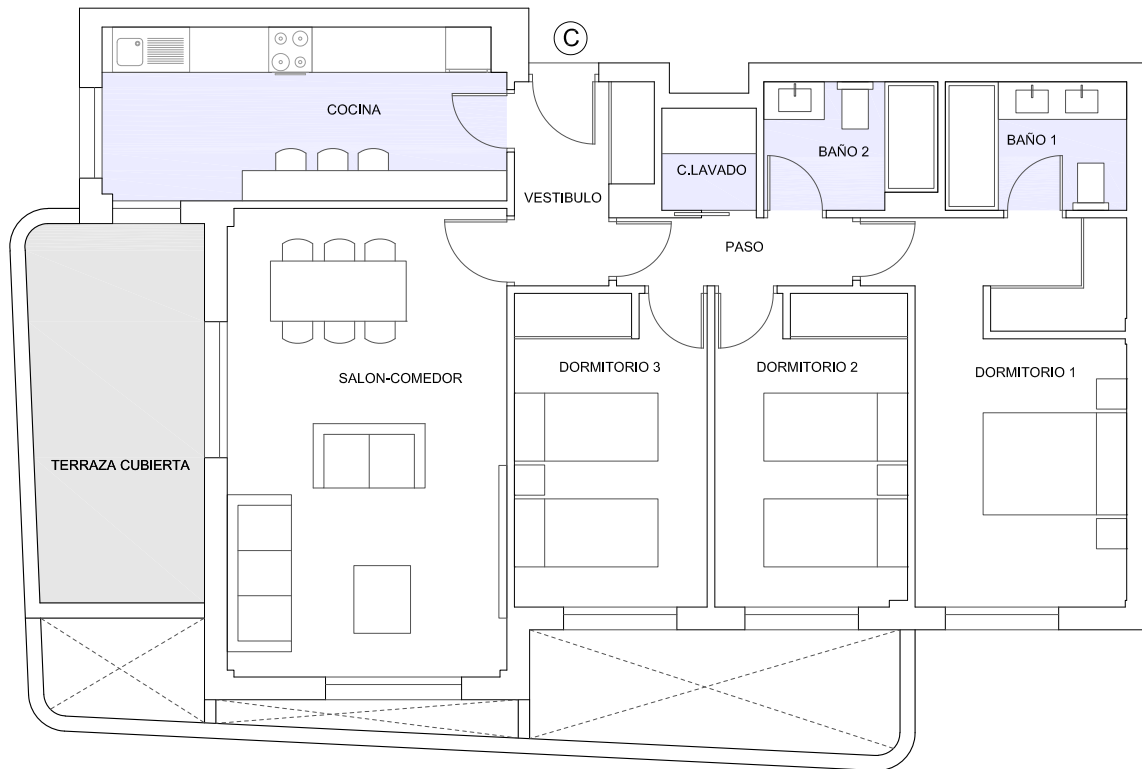 C
COCINA
BAÑO 1
BAÑO 2
C.LAVADO
VESTIBULO
PASO
DORMITORIO 3
DORMITORIO 2
DORMITORIO 1
SALON-COMEDOR
TERRAZA CUBIERTA